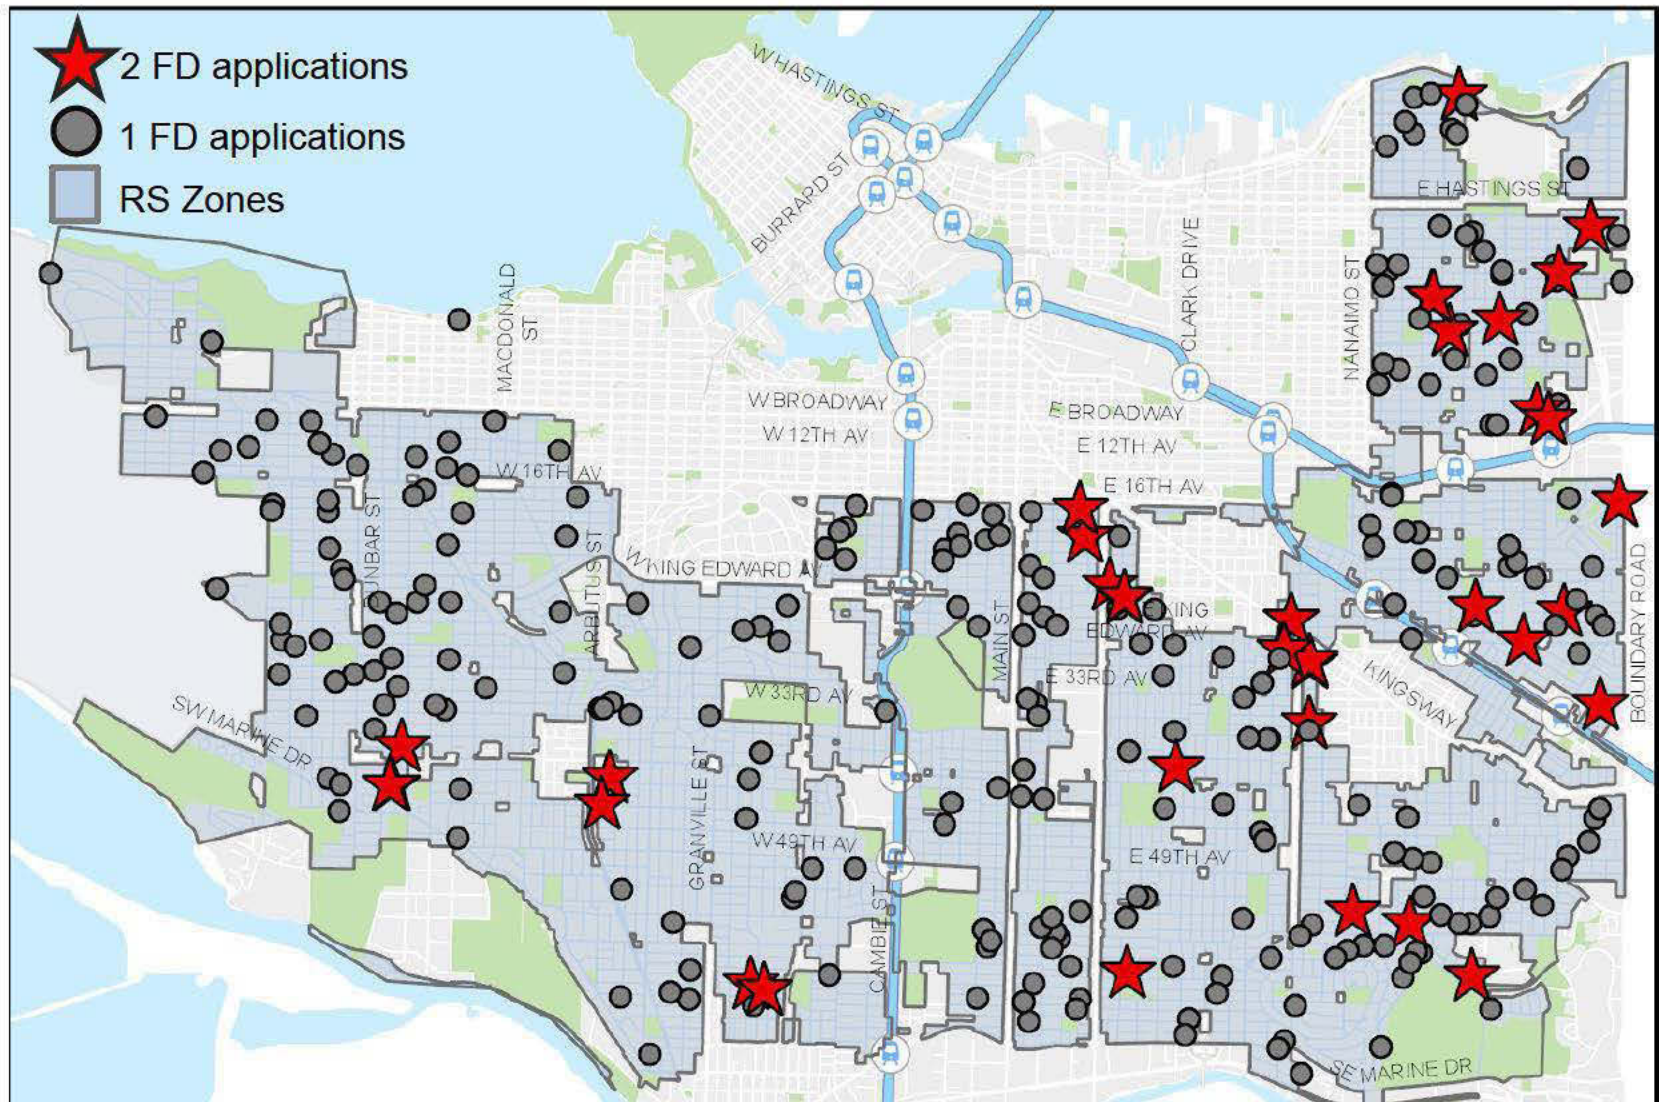 2 FD applications
1 FD applications
RS Zones
W HASTINGS ST
BURRARD ST
E HASTINGS ST
CLARK DRIVE
NANAIMO ST
MACDONALD
ST
W BROADWAY
W 12TH AV
E BROADWAY
E 12TH AV
W 16TH AV
E 16TH AV
DUNBAR ST
ARBUTUS ST
W KING EDWARD AV
MAIN ST
E KING
EDWARD AV
BOUNDARY ROAD
W 33RD AV
E 33RD AV
KINGSWAY
SW MARINE DR
GRANVILLE ST
W 49TH AV
E 49TH AV
CAMBIE ST
SE MARINE DR